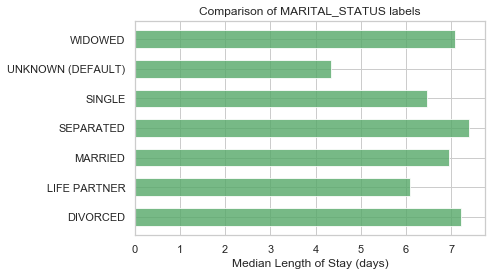 Comparison of MARITAL_STATUS labels
WIDOWED
UNKNOWN (DEFAULT)
SINGLE
SEPARATED
MARRIED
LIFE PARTNER
DIVORCED
0 1 2 3 4 5 6 7
Median Length of Stay (days)